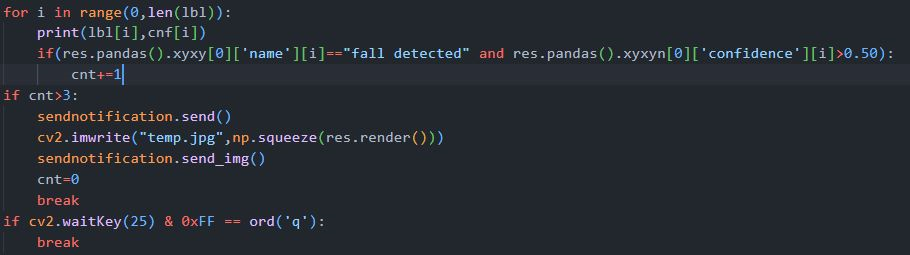 for i in range(0,len(lbl)):
    print(lbl[i],cnf[i])
    if(res.pandas().xyxy[0]['name'][i]=="fall detected" and res.pandas().xyxyn[0]['confidence'][i]>0.50):
        cnt+=1
if cnt>3:
    sendnotification.send()
    cv2.imwrite("temp.jpg",np.squeeze(res.render()))
    sendnotification.send_img()
    cnt=0
    break
if cv2.waitKey(25) & 0xFF == ord('q'):
    break